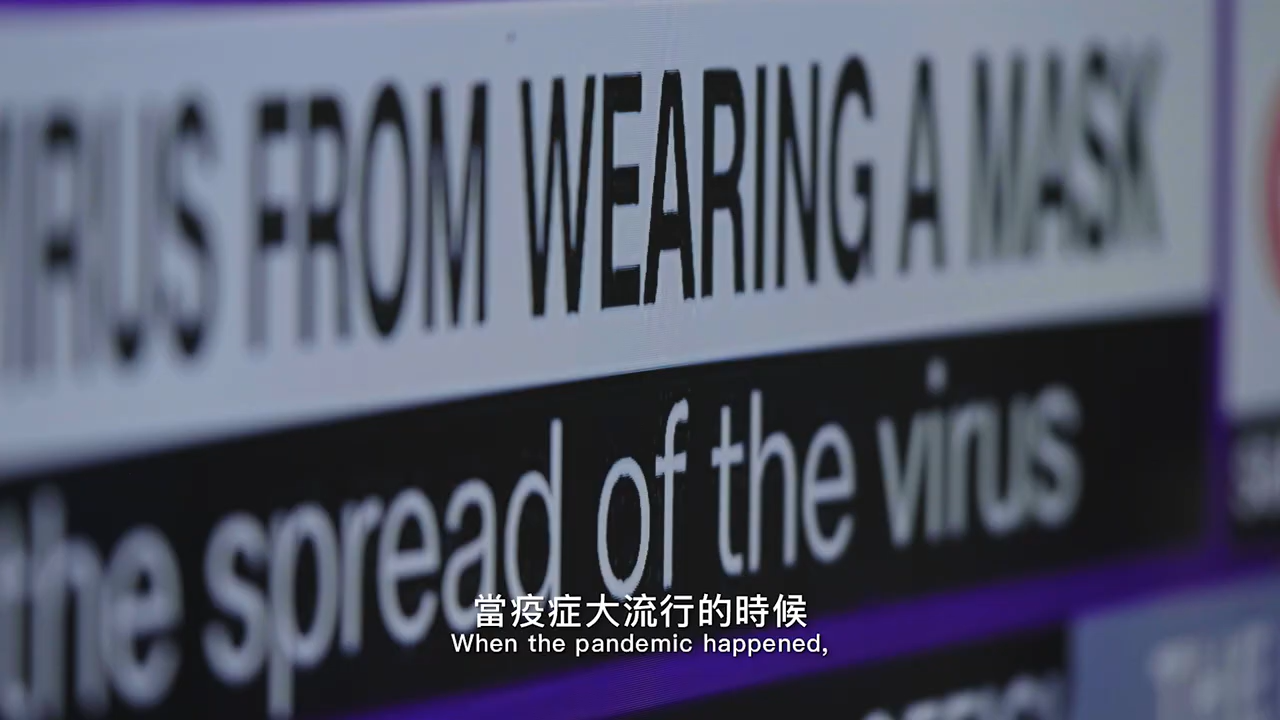 VIRUS FROM WEARING A MASK
the spread of the virus
THE
當疫症大流行的時候
When the pandemic happened,